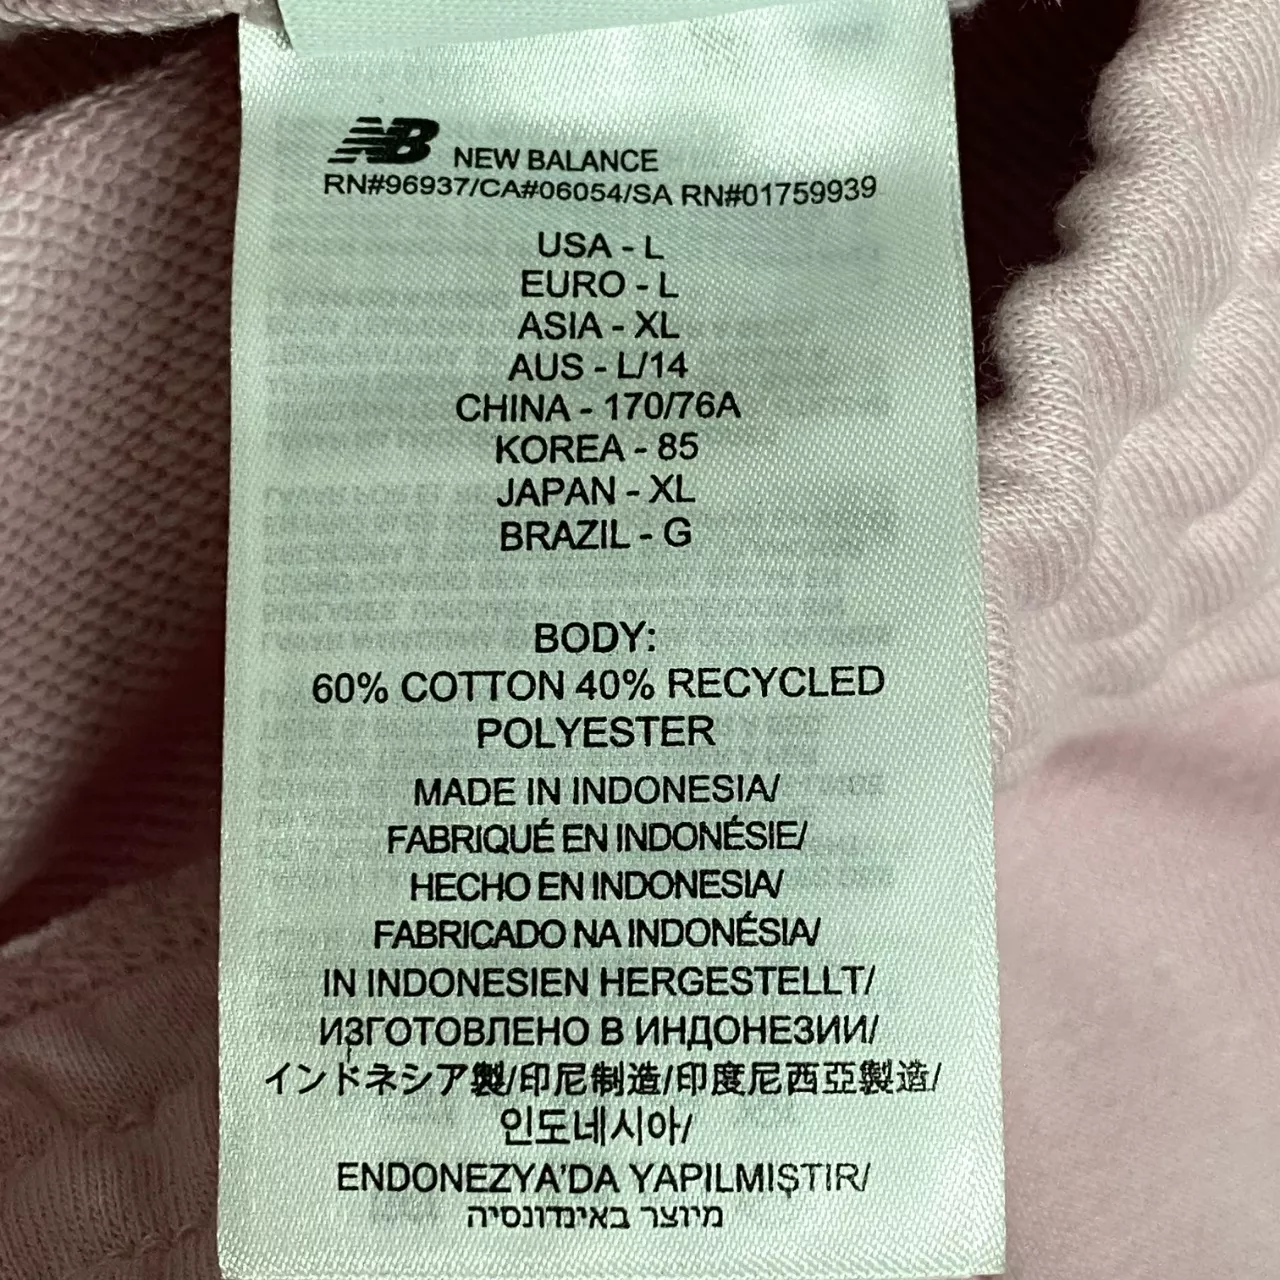 NB NEW BALANCE
RN#96937/CA#06054/SA RN#01759939
USA - L
EURO - L
ASIA - XL
AUS - L/14
CHINA - 170/76A
KOREA - 85
JAPAN - XL
BRAZIL - G
BODY:
60% COTTON 40% RECYCLED
POLYESTER
MADE IN INDONESIA/
FABRIQUÉ EN INDONÉSIE/
HECHO EN INDONESIA/
FABRICADO NA INDONÉSIA/
IN INDONESIEN HERGESTELLT/
ИЗГОТОВЛЕНО В ИНДОНЕЗИИ/
インドネシア製/印尼制造/印度尼西亞製造/
인도네시아/
ENDONEZYA'DA YAPILMIŞTIR/
מיוצר באינדונסיה